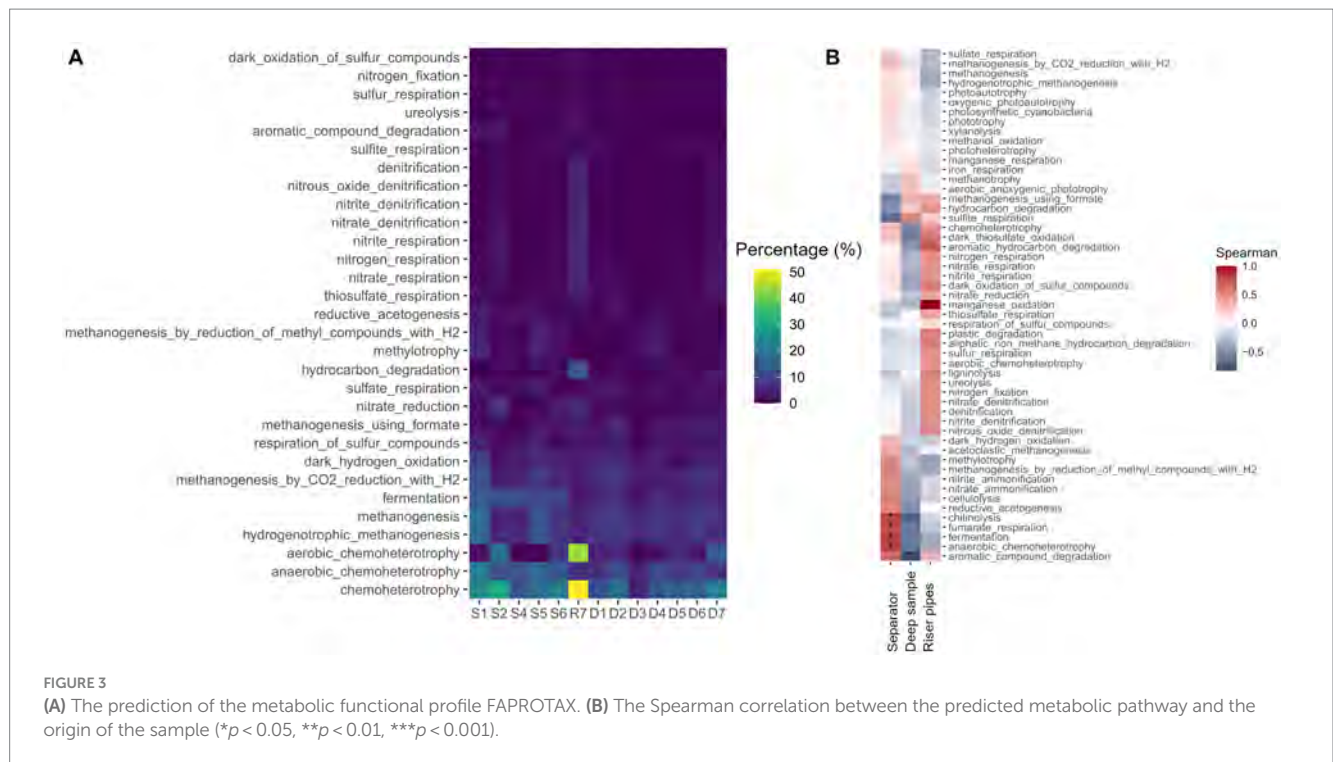 A
dark_oxidation_of_sulfur_compounds
nitrogen_fixation
sulfur_respiration
ureolysis
aromatic_compound_degradation
sulfite_respiration
denitrification
nitrous_oxide_denitrification
nitrite_denitrification
nitrate_denitrification
nitrite_respiration
nitrogen_respiration
nitrate_respiration
thiosulfate_respiration
reductive_acetogenesis
methanogenesis_by_reduction_of_methyl_compounds_with_H2
methylotrophy
hydrocarbon_degradation
sulfate_respiration
nitrate_reduction
methanogenesis_using_formate
respiration_of_sulfur_compounds
dark_hydrogen_oxidation
methanogenesis_by_CO2_reduction_with_H2
fermentation
methanogenesis
hydrogenotrophic_methanogenesis
aerobic_chemoheterotrophy
anaerobic_chemoheterotrophy
chemoheterotrophy
S1 S2 S4 S5 S6 R7 D1 D2 D3 D4 D5 D6 D7
Percentage (%)
50
40
30
20
10
0
B
sulfate_respiration
methanogenesis_by_CO2_reduction_with_H2
methanogenesis
hydrogenotrophic_methanogenesis
photoautotrophy
oxygenic_photoautotrophy
photosynthetic_cyanobacteria
phototrophy
xylanolysis
methanol_oxidation
photoheterotrophy
manganese_respiration
iron_respiration
methanotrophy
aerobic_anoxygenic_phototrophy
methanogenesis_using_formate
hydrocarbon_degradation
sulfite_respiration
chemoheterotrophy
dark_thiosulfate_oxidation
aromatic_hydrocarbon_degradation
nitrogen_respiration
nitrate_respiration
nitrite_respiration
dark_oxidation_of_sulfur_compounds
nitrate_reduction
manganese_oxidation
thiosulfate_respiration
respiration_of_sulfur_compounds
plastic_degradation
aliphatic_non_methane_hydrocarbon_degradation
sulfur_respiration
aerobic_chemoheterotrophy
ligninolysis
ureolysis
nitrogen_fixation
nitrate_denitrification
denitrification
nitrite_denitrification
nitrous_oxide_denitrification
dark_hydrogen_oxidation
acetoclastic_methanogenesis
methylotrophy
methanogenesis_by_reduction_of_methyl_compounds_with_H2
nitrite_ammonification
nitrate_ammonification
cellulolysis
reductive_acetogenesis
chitinolysis
fumarate_respiration
fermentation
anaerobic_chemoheterotrophy
aromatic_compound_degradation
Separator
Deep sample
Riser pipes
Spearman
1.0
0.5
0.0
−0.5
FIGURE 3
(A) The prediction of the metabolic functional profile FAPROTAX. (B) The Spearman correlation between the predicted metabolic pathway and the
origin of the sample (*p < 0.05, **p < 0.01, ***p < 0.001).